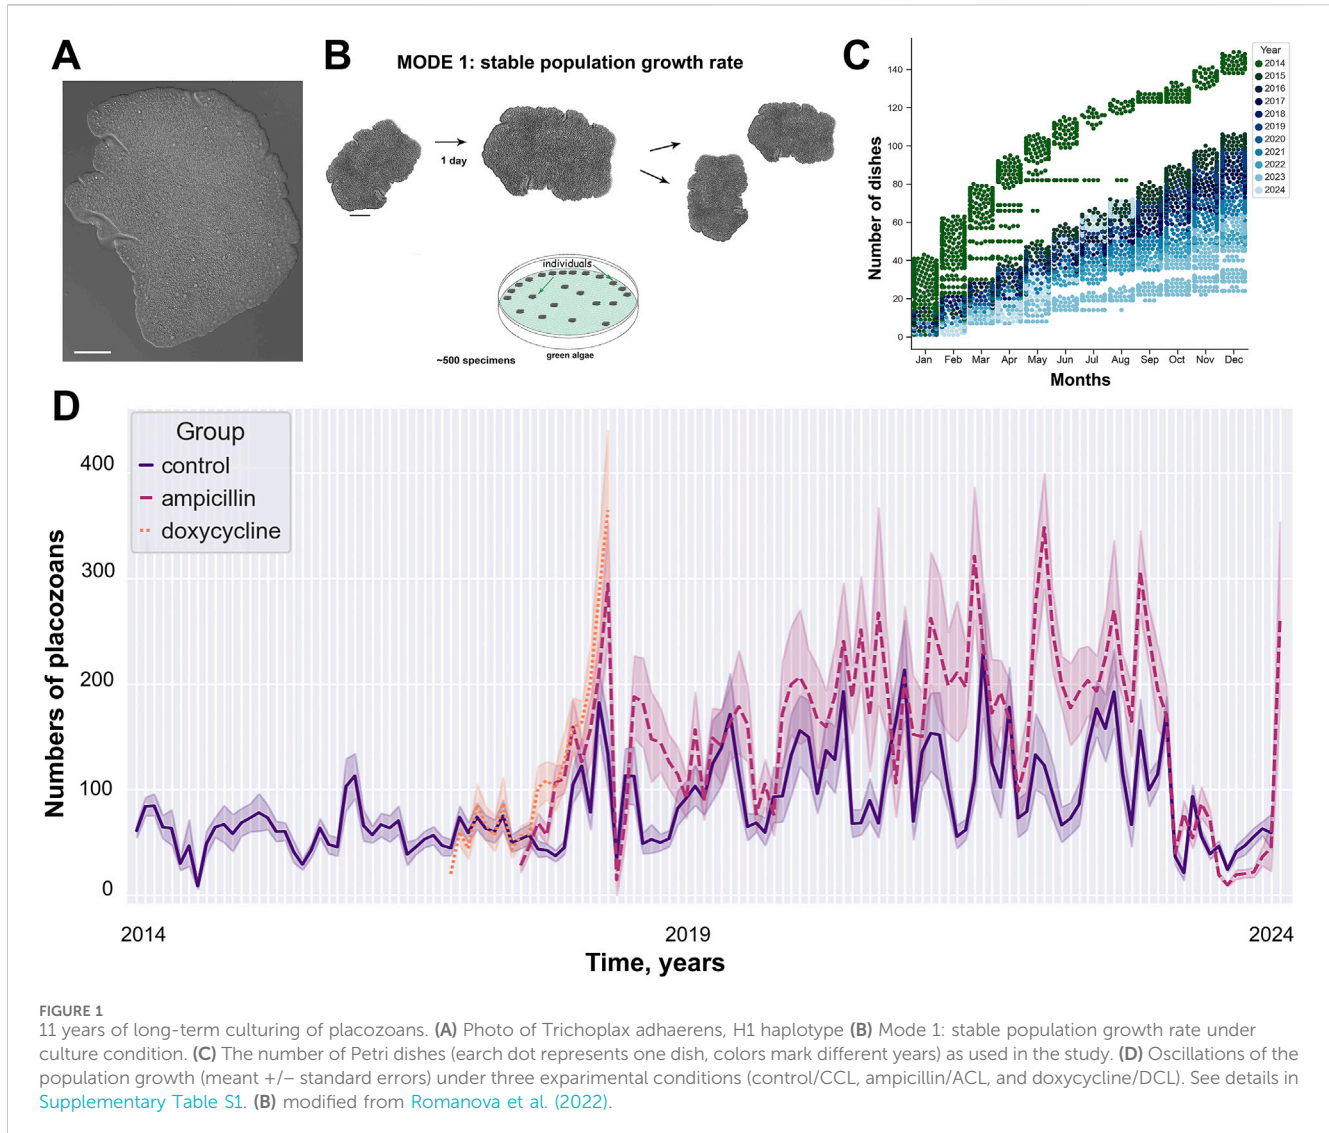 A
B
MODE 1: stable population growth rate
1 day
individuals
~500 specimens
green algae
C
Number of dishes
140
120
100
80
60
40
20
0
Jan Feb Mar Apr May Jun Jul Aug Sep Oct Nov Dec
Months
Year
2014
2015
2016
2017
2018
2019
2020
2021
2022
2023
2024
D
Group
control
ampicillin
doxycycline
Numbers of placozoans
400
300
200
100
0
2014 2019 2024
Time, years
FIGURE 1
11 years of long-term culturing of placozoans. (A) Photo of Trichoplax adhaerens, H1 haplotype (B) Mode 1: stable population growth rate under
culture condition. (C) The number of Petri dishes (earch dot represents one dish, colors mark different years) as used in the study. (D) Oscillations of the
population growth (meant +/− standard errors) under three exparimental conditions (control/CCL, ampicillin/ACL, and doxycycline/DCL). See details in
Supplementary Table S1. (B) modified from Romanova et al. (2022).